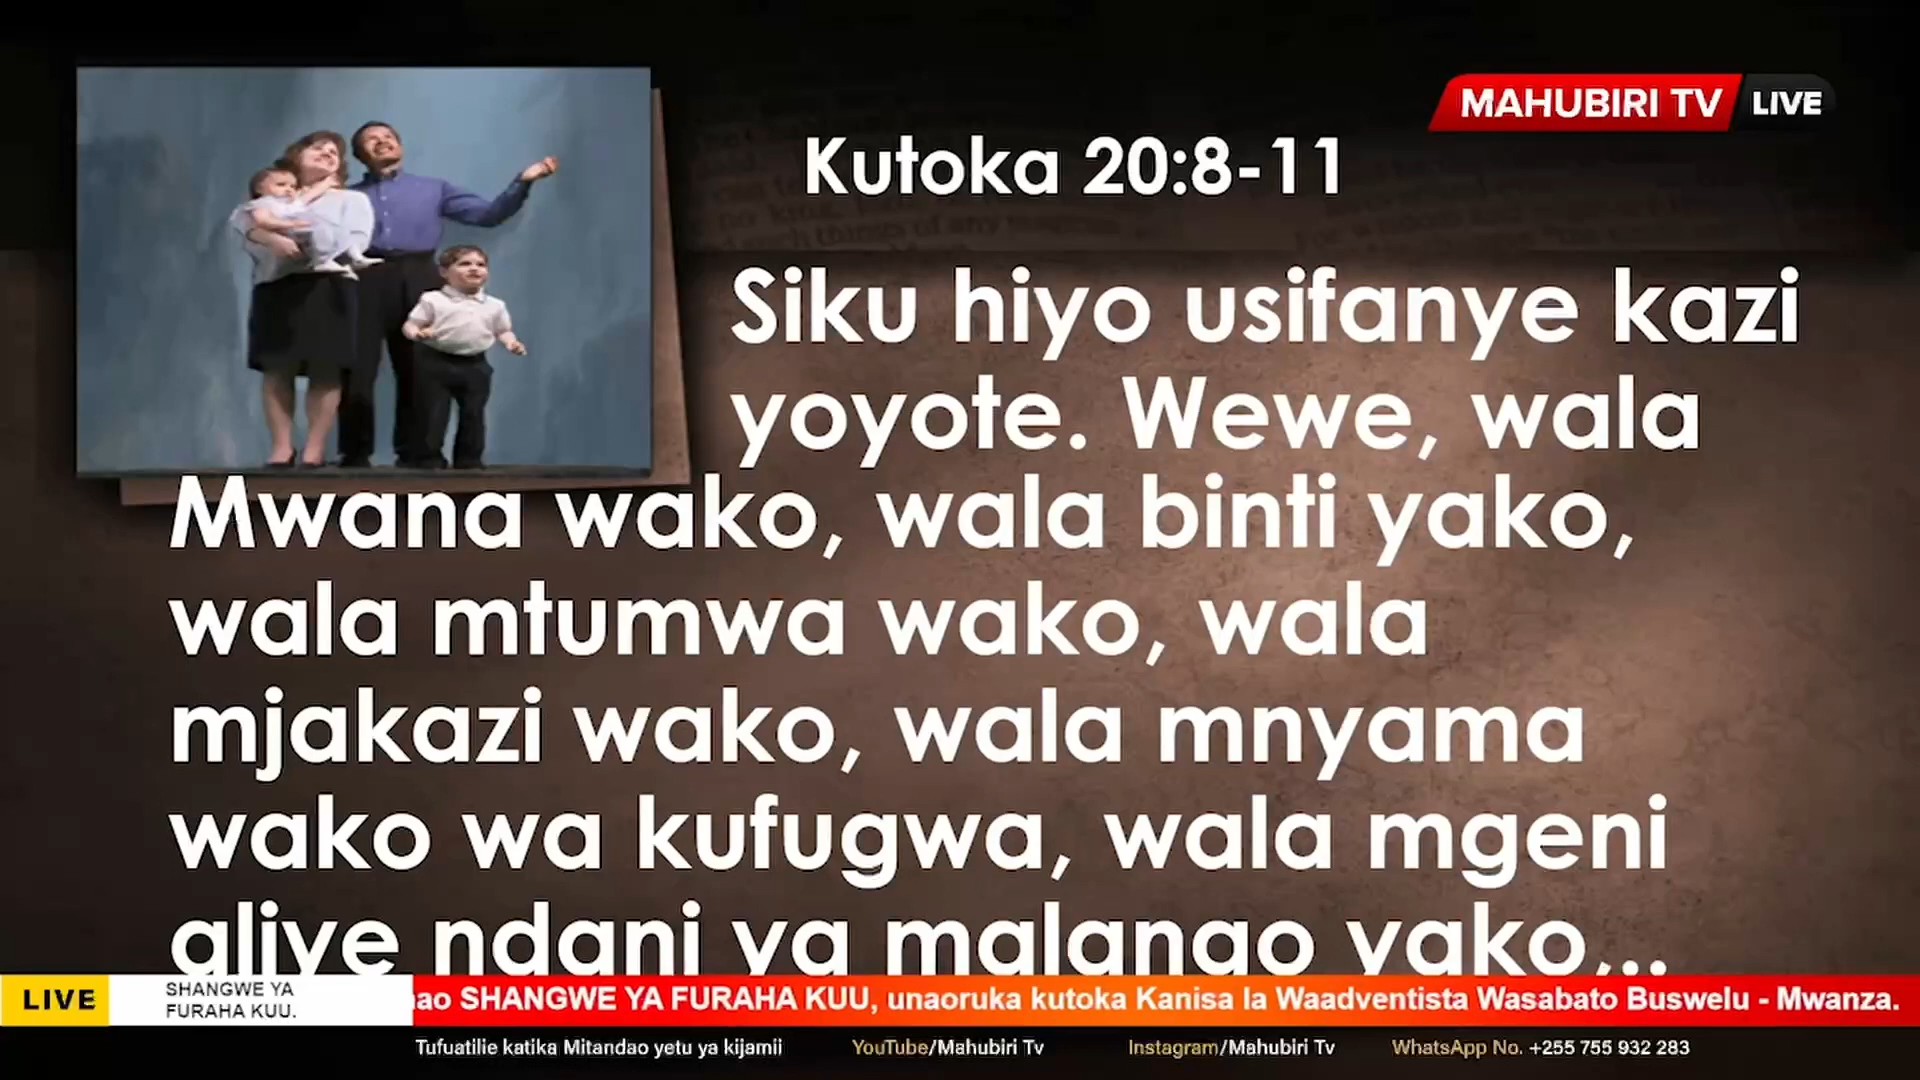 MAHUBIRI TV LIVE
Kutoka 20:8-11
Siku hiyo usifanye kazi
yoyote. Wewe, wala
Mwana wako, wala binti yako,
wala mtumwa wako, wala
mjakazi wako, wala mnyama
wako wa kufugwa, wala mgeni
aliye ndani ya malango yako,..
LIVE
SHANGWE YA
FURAHA KUU.
SHANGWE YA FURAHA KUU, unaoruka kutoka Kanisa la Waadventista Wasabato Buswelu - Mwanza.
Tufuatilie katika Mitandao yetu ya kijamii YouTube/Mahubiri Tv Instagram/Mahubiri Tv WhatsApp No. +255 755 932 283